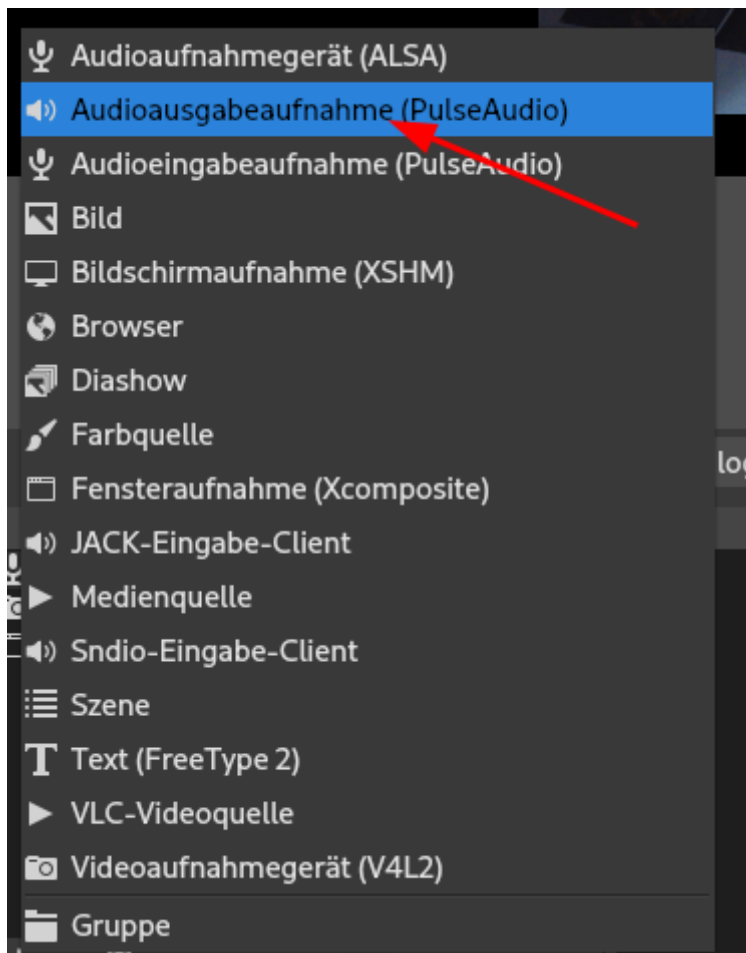 Audioaufnahmegerät (ALSA)
Audioausgabeaufnahme (PulseAudio)
Audioeingabeaufnahme (PulseAudio)
Bild
Bildschirmaufnahme (XSHM)
Browser
Diashow
Farbquelle
Fensteraufnahme (Xcomposite)
JACK-Eingabe-Client
Medienquelle
Sndio-Eingabe-Client
Szene
Text (FreeType 2)
VLC-Videoquelle
Videoaufnahmegerät (V4L2)
Gruppe